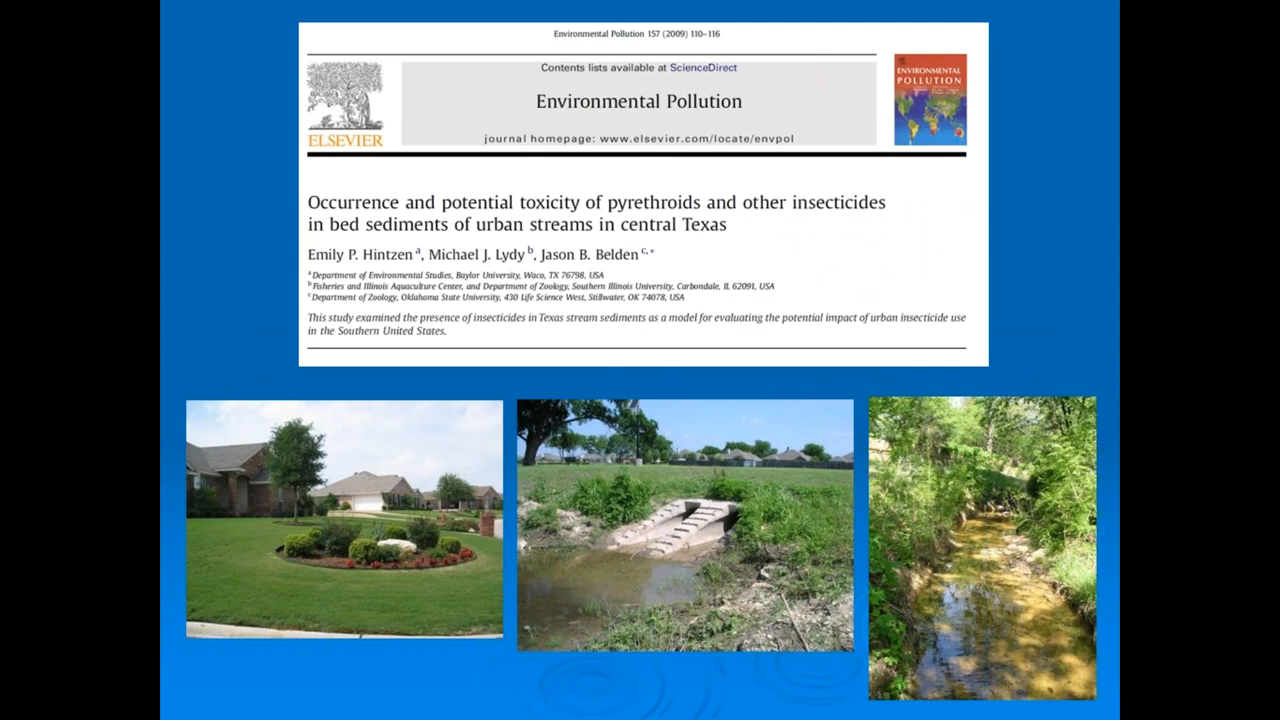 Environmental Pollution 157 (2009) 110–116
Contents lists available at ScienceDirect
Environmental Pollution
journal homepage: www.elsevier.com/locate/envpol
ELSEVIER
ENVIRONMENTAL
POLLUTION
Occurrence and potential toxicity of pyrethroids and other insecticides
in bed sediments of urban streams in central Texas
Emily P. Hintzen a, Michael J. Lydy b, Jason B. Belden c,*
a Department of Environmental Studies, Baylor University, Waco, TX 76798, USA
b Fisheries and Illinois Aquaculture Center, and Department of Zoology, Southern Illinois University, Carbondale, IL 62091, USA
c Department of Zoology, Oklahoma State University, 430 Life Science West, Stillwater, OK 74078, USA
This study examined the presence of insecticides in Texas stream sediments as a model for evaluating the potential impact of urban insecticide use
in the Southern United States.